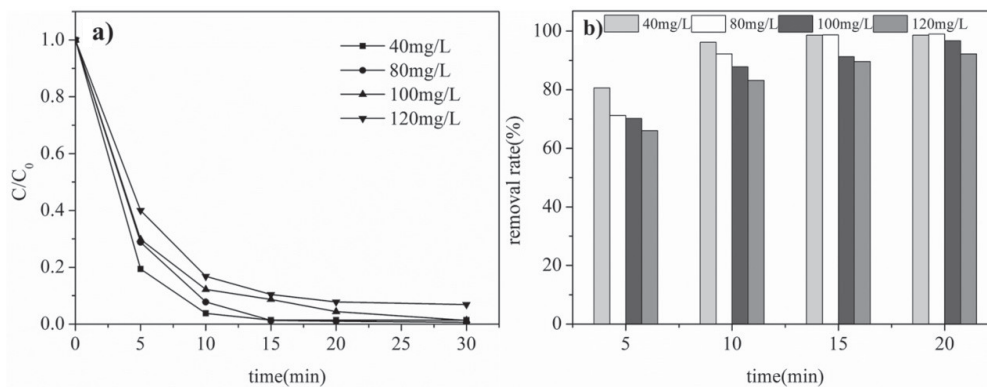 a)
40mg/L
80mg/L
100mg/L
120mg/L
1.0
0.8
0.6
0.4
0.2
0.0
C/C0
0 5 10 15 20 25 30
time(min)
b)
40mg/L 80mg/L 100mg/L 120mg/L
100
80
60
40
20
0
removal rate(%)
5 10 15 20
time(min)